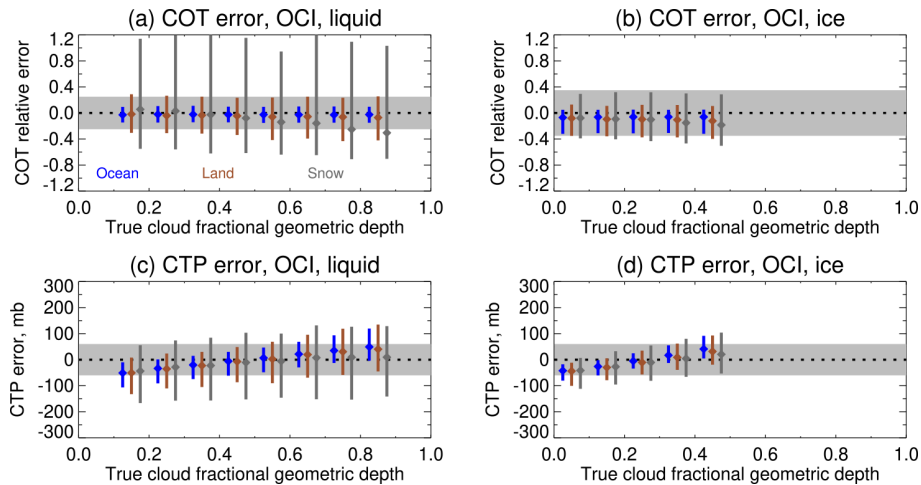 (a) COT error, OCI, liquid
COT relative error
1.2
0.8
0.4
0.0
-0.4
-0.8
-1.2
Ocean Land Snow
0.0 0.2 0.4 0.6 0.8 1.0
True cloud fractional geometric depth
(b) COT error, OCI, ice
COT relative error
1.2
0.8
0.4
0.0
-0.4
-0.8
-1.2
0.0 0.2 0.4 0.6 0.8 1.0
True cloud fractional geometric depth
(c) CTP error, OCI, liquid
CTP error, mb
300
200
100
0
-100
-200
-300
0.0 0.2 0.4 0.6 0.8 1.0
True cloud fractional geometric depth
(d) CTP error, OCI, ice
CTP error, mb
300
200
100
0
-100
-200
-300
0.0 0.2 0.4 0.6 0.8 1.0
True cloud fractional geometric depth